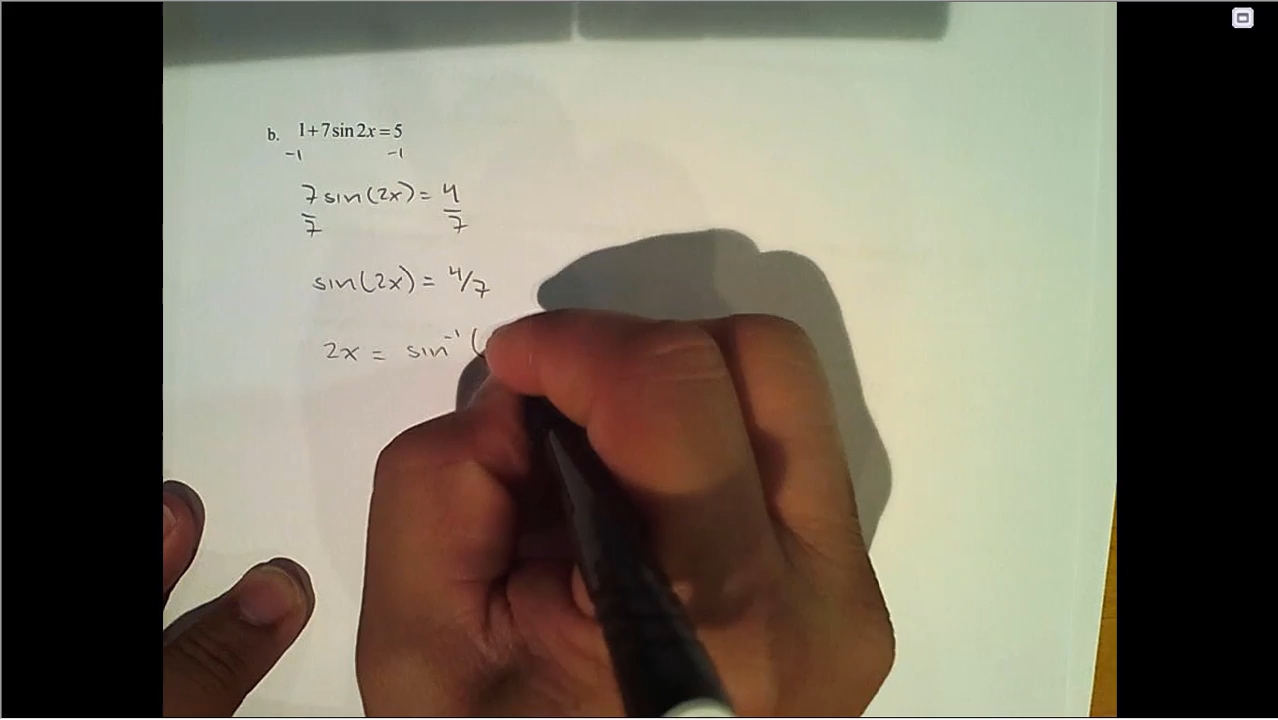 b. 1+7sin2x=5
-1 -1
7sin(2x)= 4
7 7
sin(2x)= 4/7
2x = sin⁻¹ (